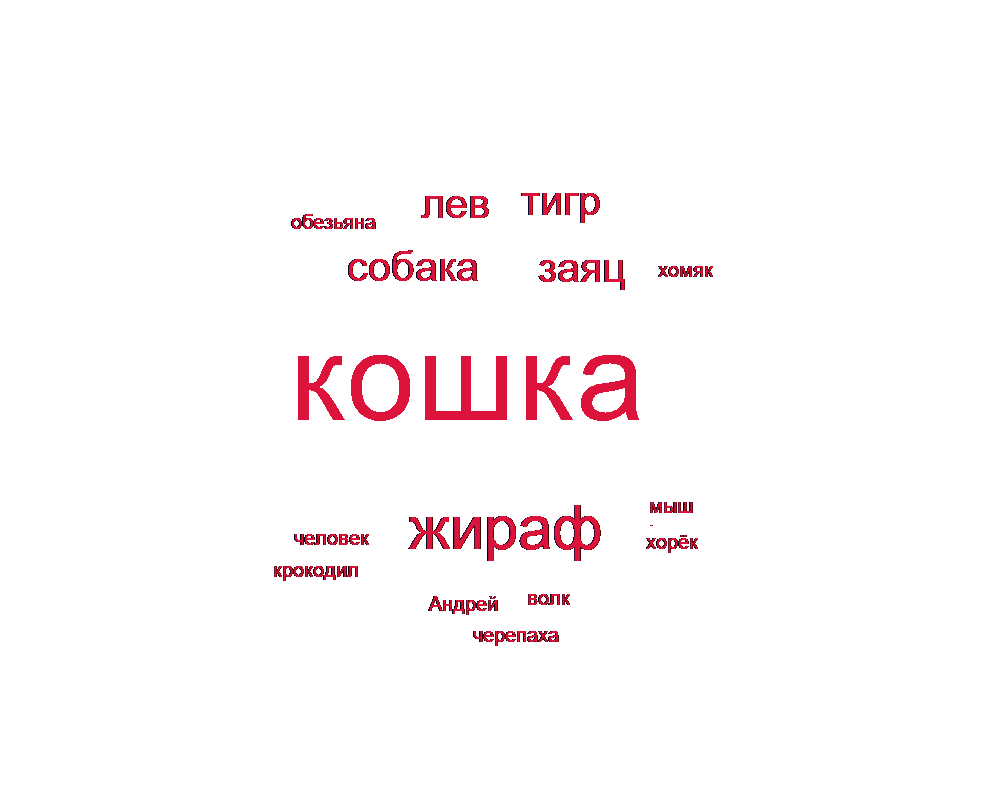 лев тигр
обезьяна
собака заяц хомяк
кошка
мыш
-
жираф
человек хорёк
крокодил
Андрей волк
черепаха